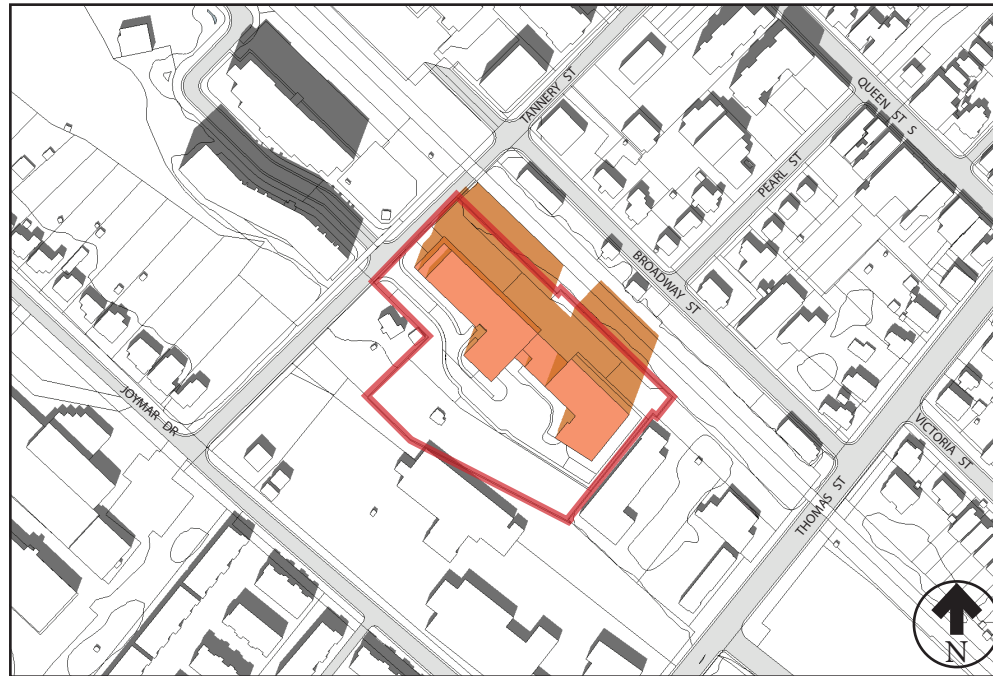 TANNERY ST
QUEEN ST S
PEARL ST
BROADWAY ST
JOYMAR DR
VICTORIA ST
THOMAS ST
N